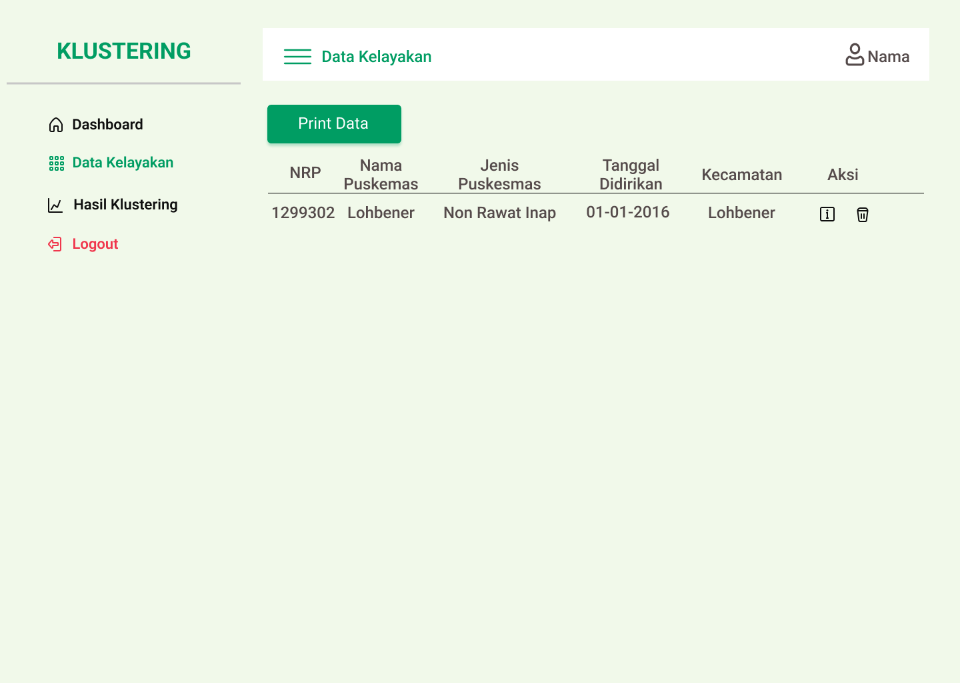 KLUSTERING
Data Kelayakan
Nama
Dashboard
Data Kelayakan
Hasil Klustering
Logout
Print Data
NRP
Nama
Puskemas
Jenis
Puskesmas
Tanggal
Didirikan
Kecamatan
Aksi
1299302 Lohbener Non Rawat Inap 01-01-2016 Lohbener